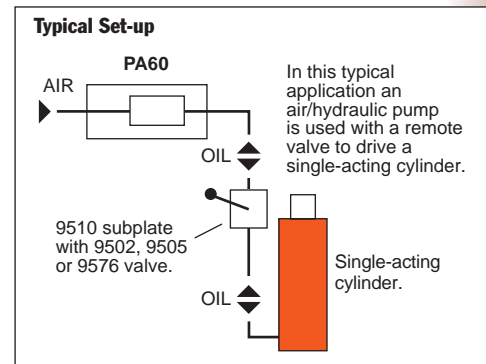 Typical Set-up
PA60
AIR
In this typical
application an
air/hydraulic pump
is used with a remote
valve to drive a
single-acting cylinder.
OIL
9510 subplate
with 9502, 9505
or 9576 valve.
OIL
Single-acting
cylinder.